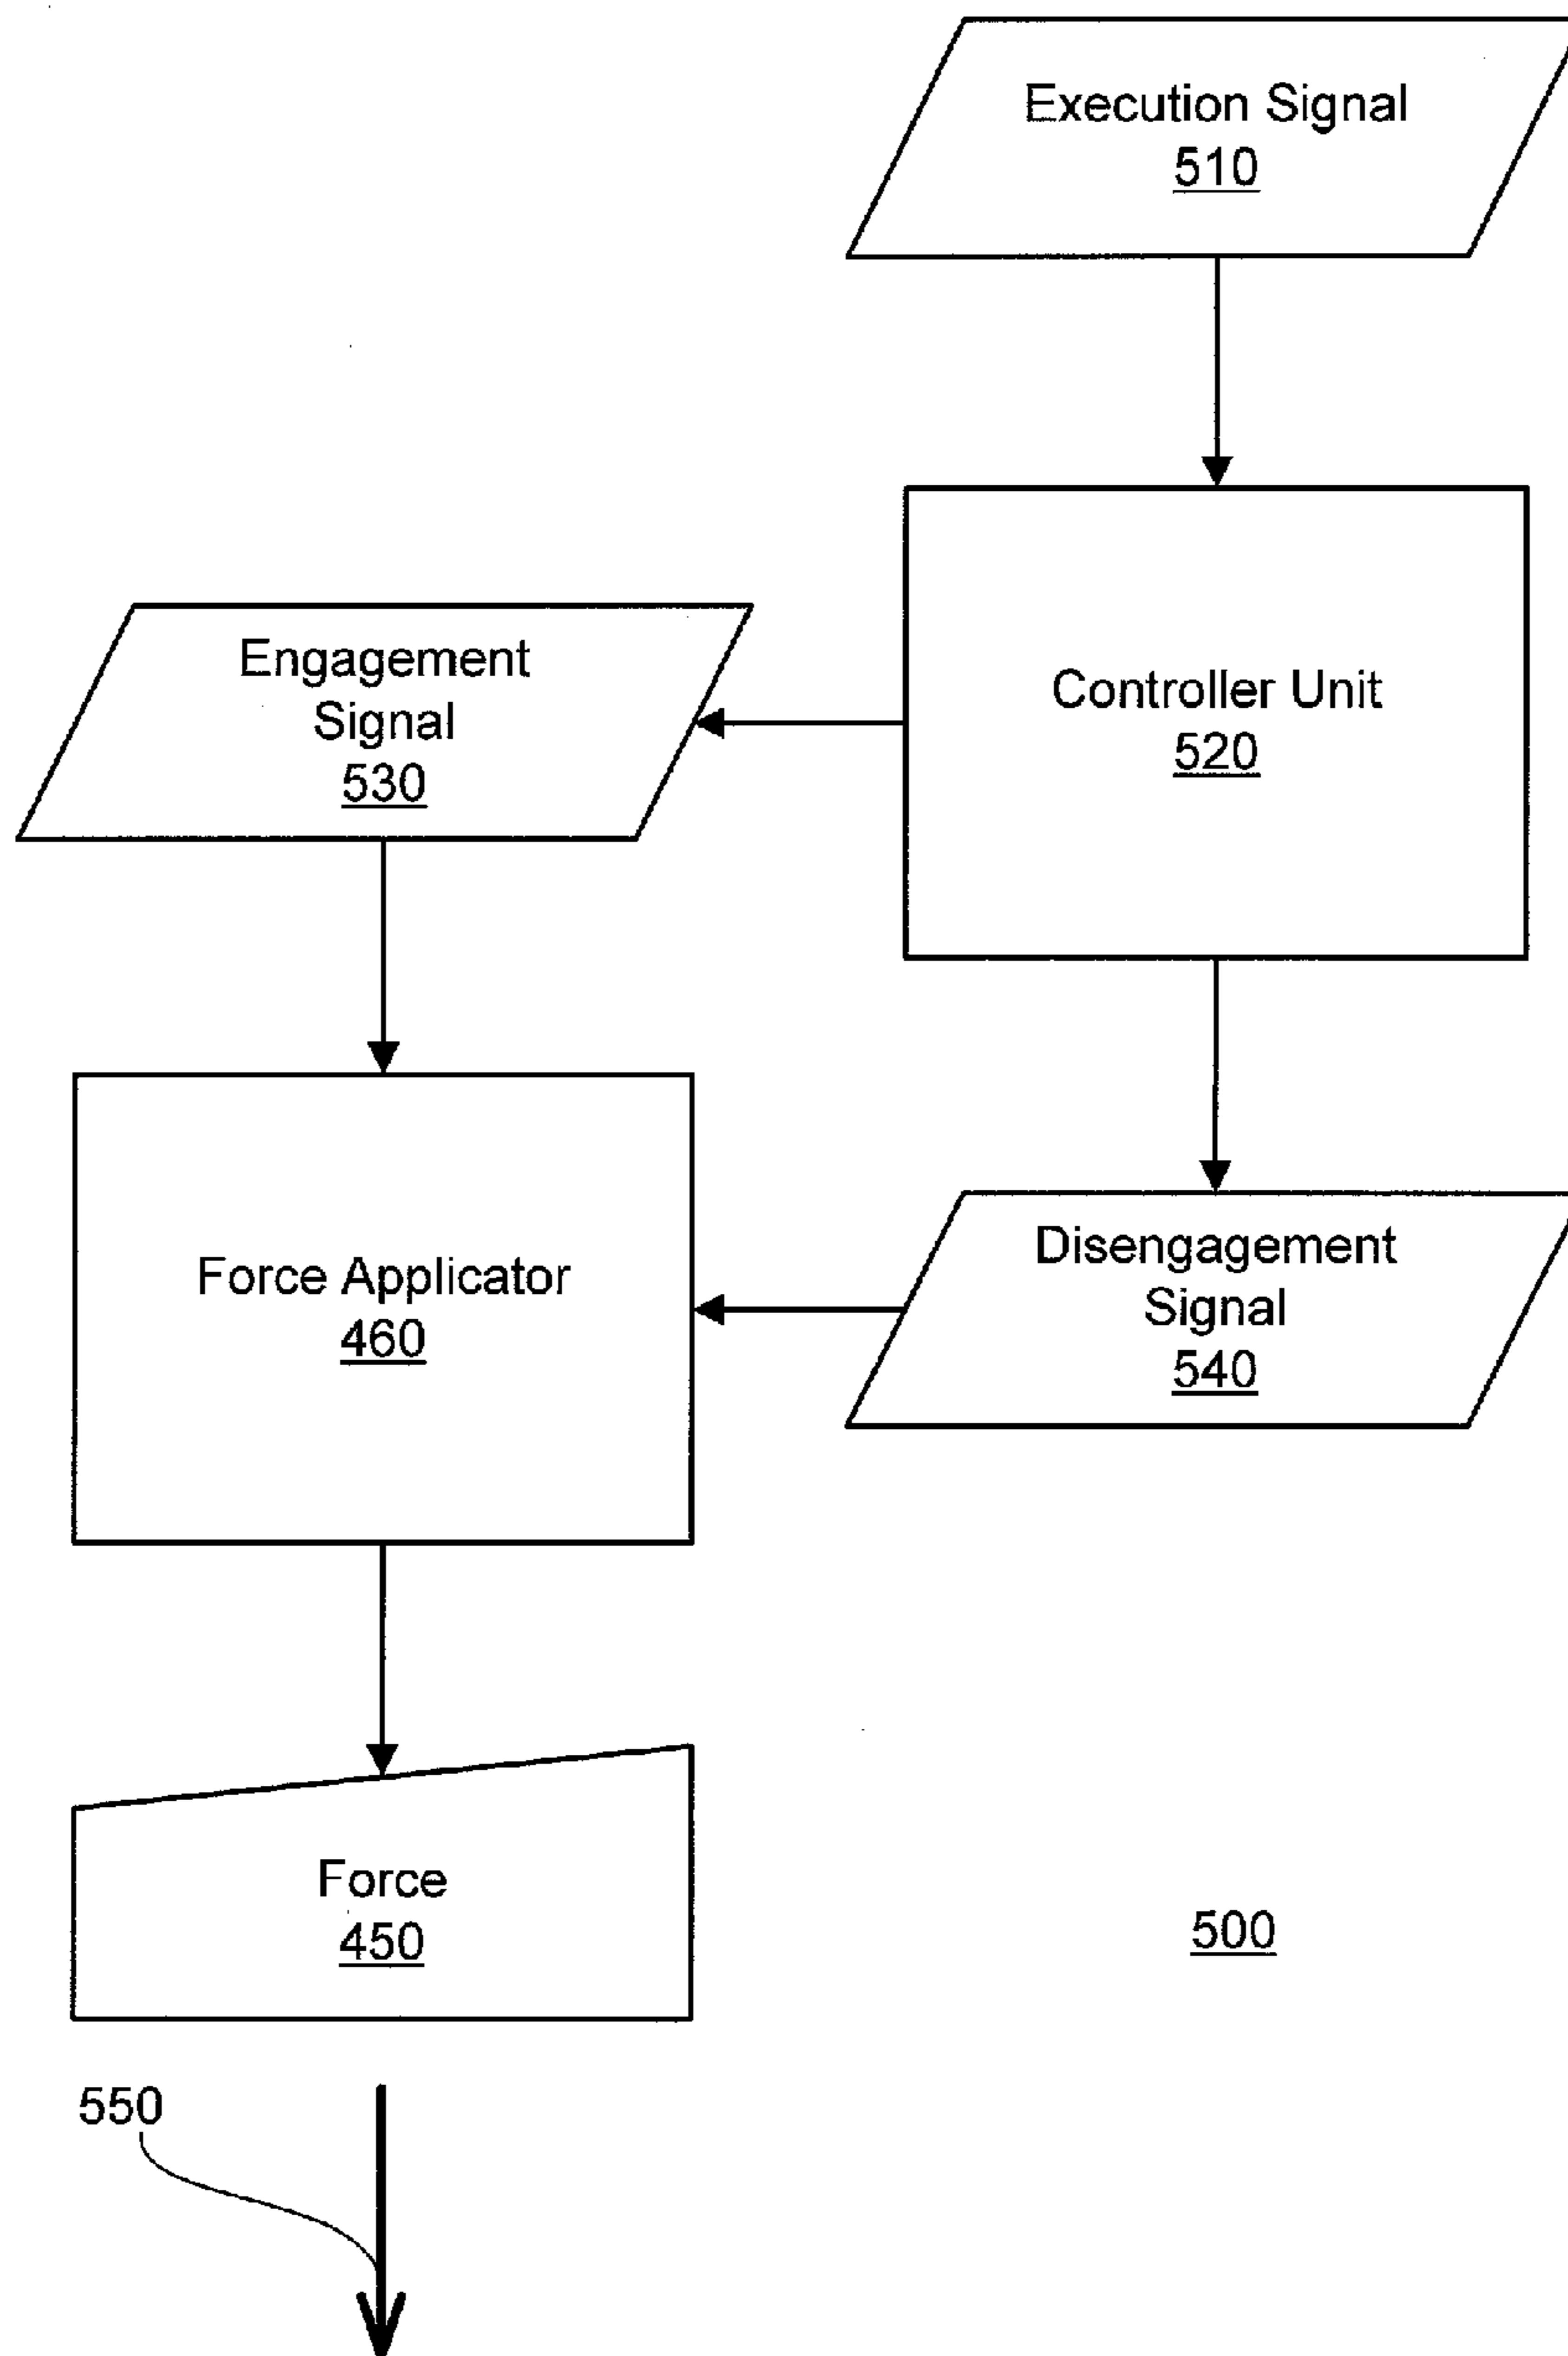 Execution Signal
510
Controller Unit
520
Engagement
Signal
530
Force Applicator
460
Disengagement
Signal
540
Force
450
500
550